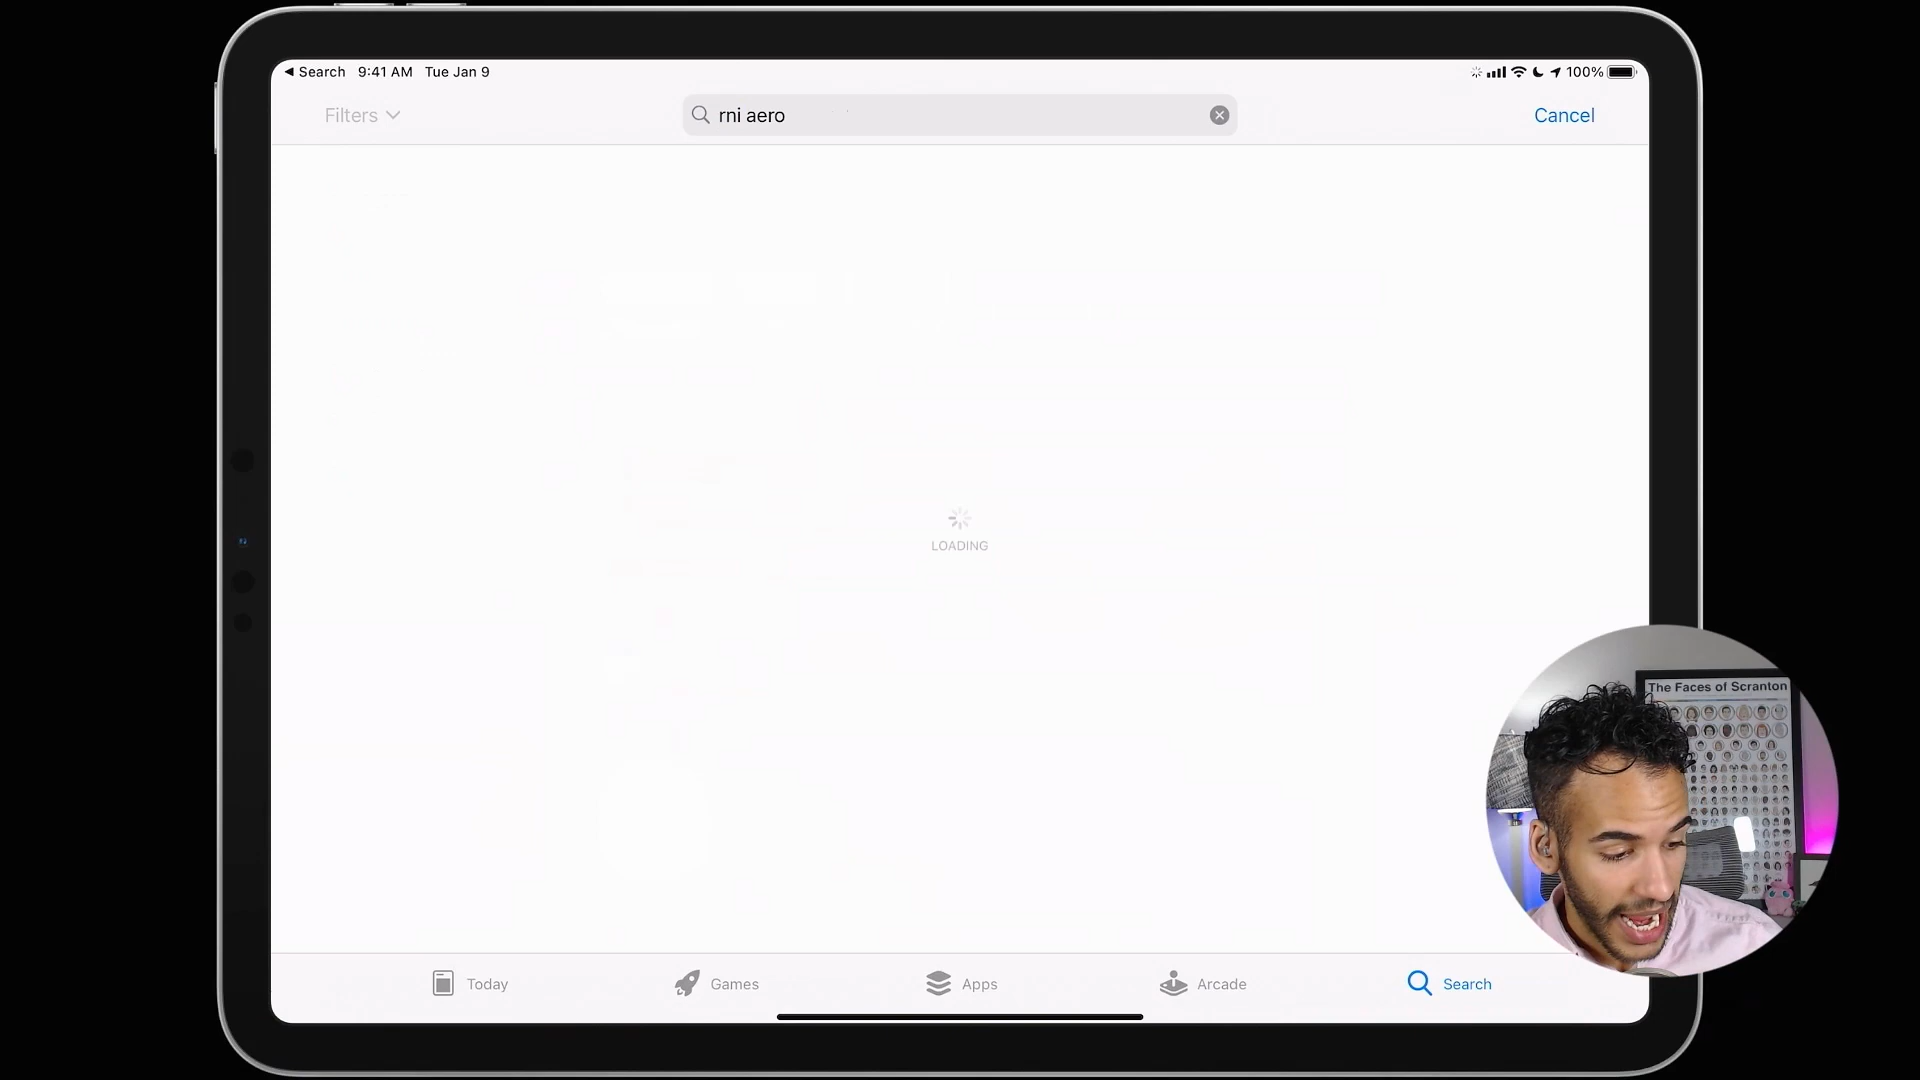 Search 9:41 AM Tue Jan 9 100%
Filters rni aero Cancel
LOADING
The Faces of Scranton
Today Games Apps Arcade Search